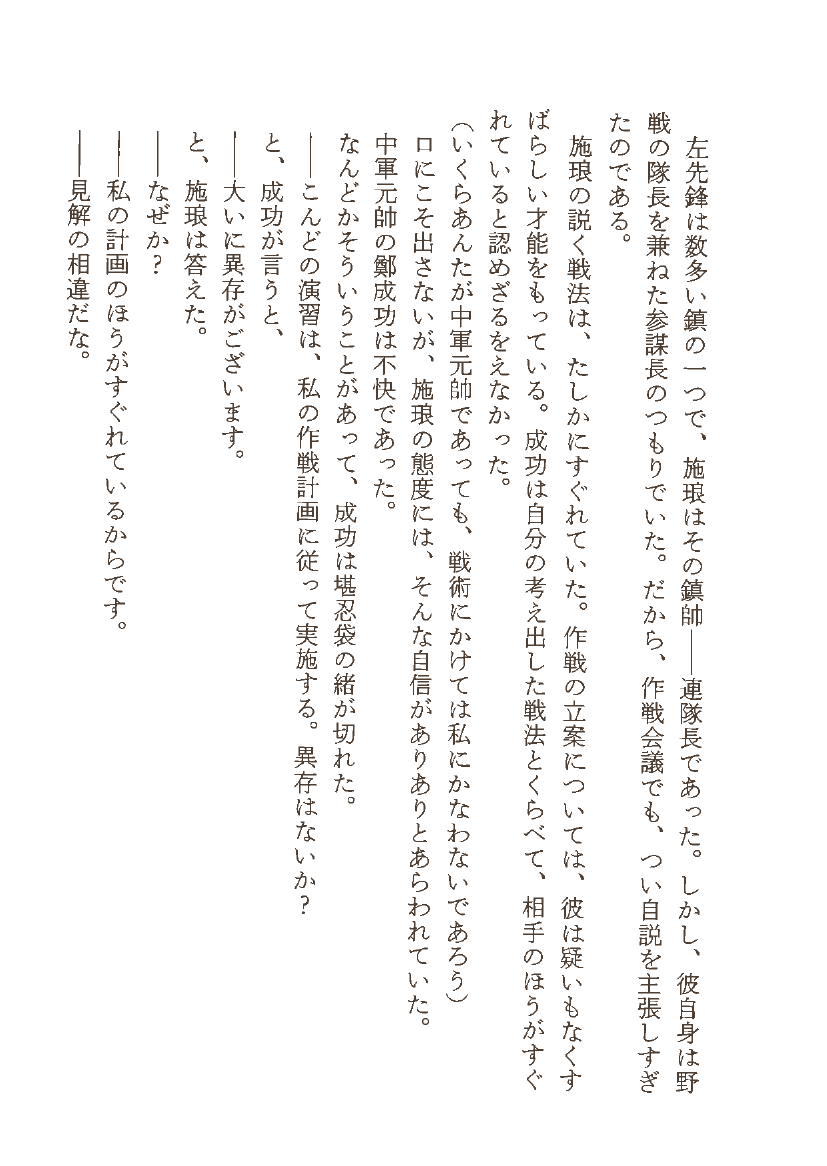 左先鋒は数多い鎮の一つで、施琅はその鎮帥――連隊長であった。しかし、彼自身は野
戦の隊長を兼ねた参謀長のつもりでいた。だから、作戦会議でも、つい自説を主張しすぎ
たのである。
施琅の説く戦法は、たしかにすぐれていた。作戦の立案については、彼は疑いもなくす
ばらしい才能をもっている。成功は自分の考え出した戦法とくらべて、相手のほうがすぐ
れていると認めざるをえなかった。
（いくらあんたが中軍元帥であっても、戦術にかけては私にかなわないであろう）
口にこそ出さないが、施琅の態度には、そんな自信がありありとあらわれていた。
中軍元帥の鄭成功は不快であった。
なんどかそういうことがあって、成功は堪忍袋の緒が切れた。
――こんどの演習は、私の作戦計画に従って実施する。異存はないか？
と、成功が言うと、
――大いに異存がございます。
と、施琅は答えた。
――なぜか？
――私の計画のほうがすぐれているからです。
――見解の相違だな。